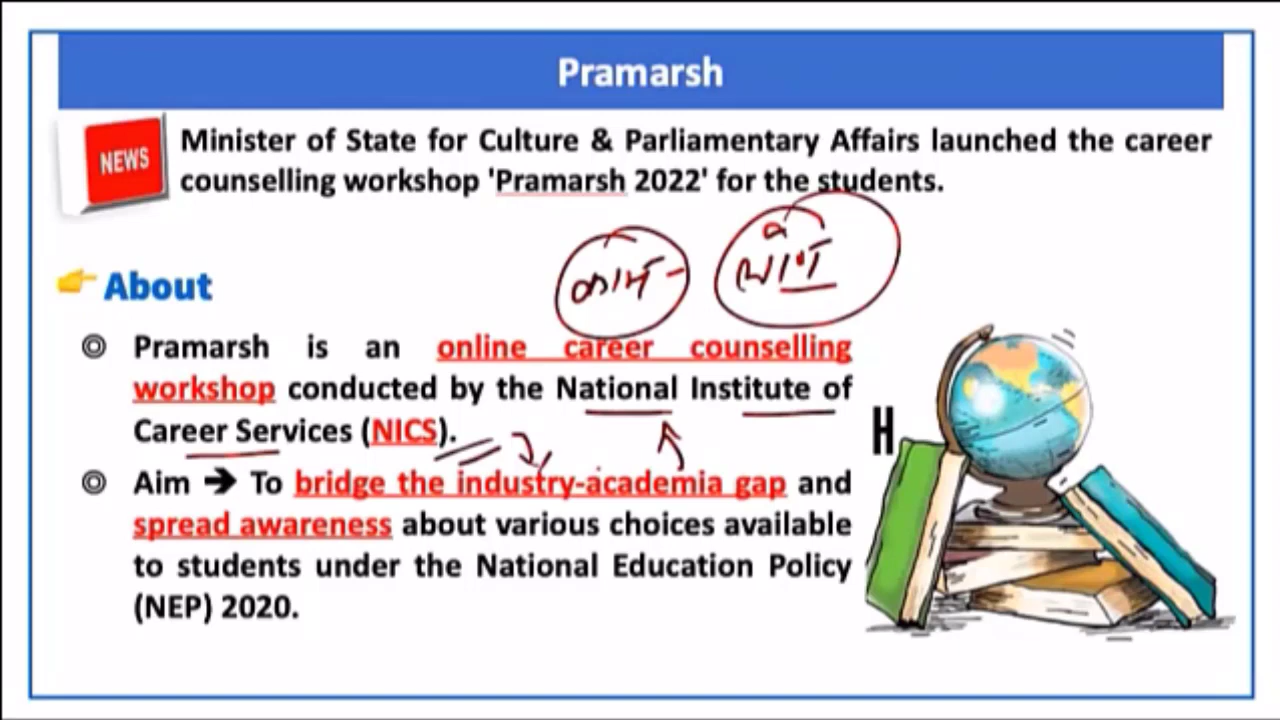 Pramarsh
NEWS
Minister of State for Culture & Parliamentary Affairs launched the career
counselling workshop 'Pramarsh 2022' for the students.
About
Pramarsh is an online career counselling
workshop conducted by the National Institute of
Career Services (NICS).
H
Aim ➔ To bridge the industry-academia gap and
spread awareness about various choices available
to students under the National Education Policy
(NEP) 2020.